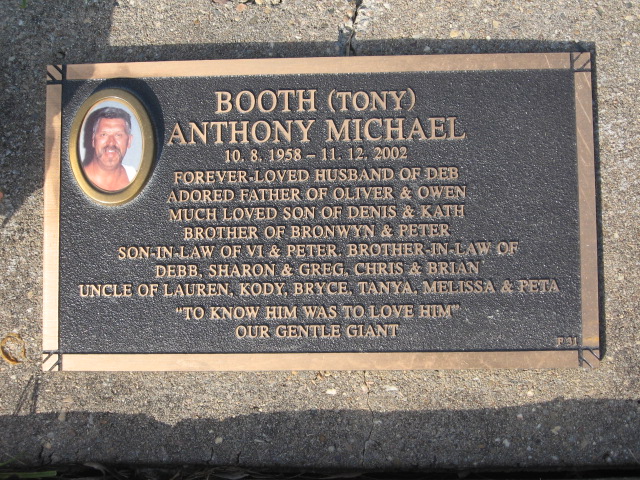 BOOTH (TONY)
ANTHONY MICHAEL
10. 8. 1958 – 11. 12. 2002
FOREVER-LOVED HUSBAND OF DEB
ADORED FATHER OF OLIVER & OWEN
MUCH LOVED SON OF DENIS & KATH
BROTHER OF BRONWYN & PETER
SON-IN-LAW OF VI & PETER. BROTHER-IN-LAW OF
DEBB, SHARON & GREG, CHRIS & BRIAN
UNCLE OF LAUREN, KODY, BRYCE, TANYA, MELISSA & PETA
"TO KNOW HIM WAS TO LOVE HIM"
OUR GENTLE GIANT
F 31